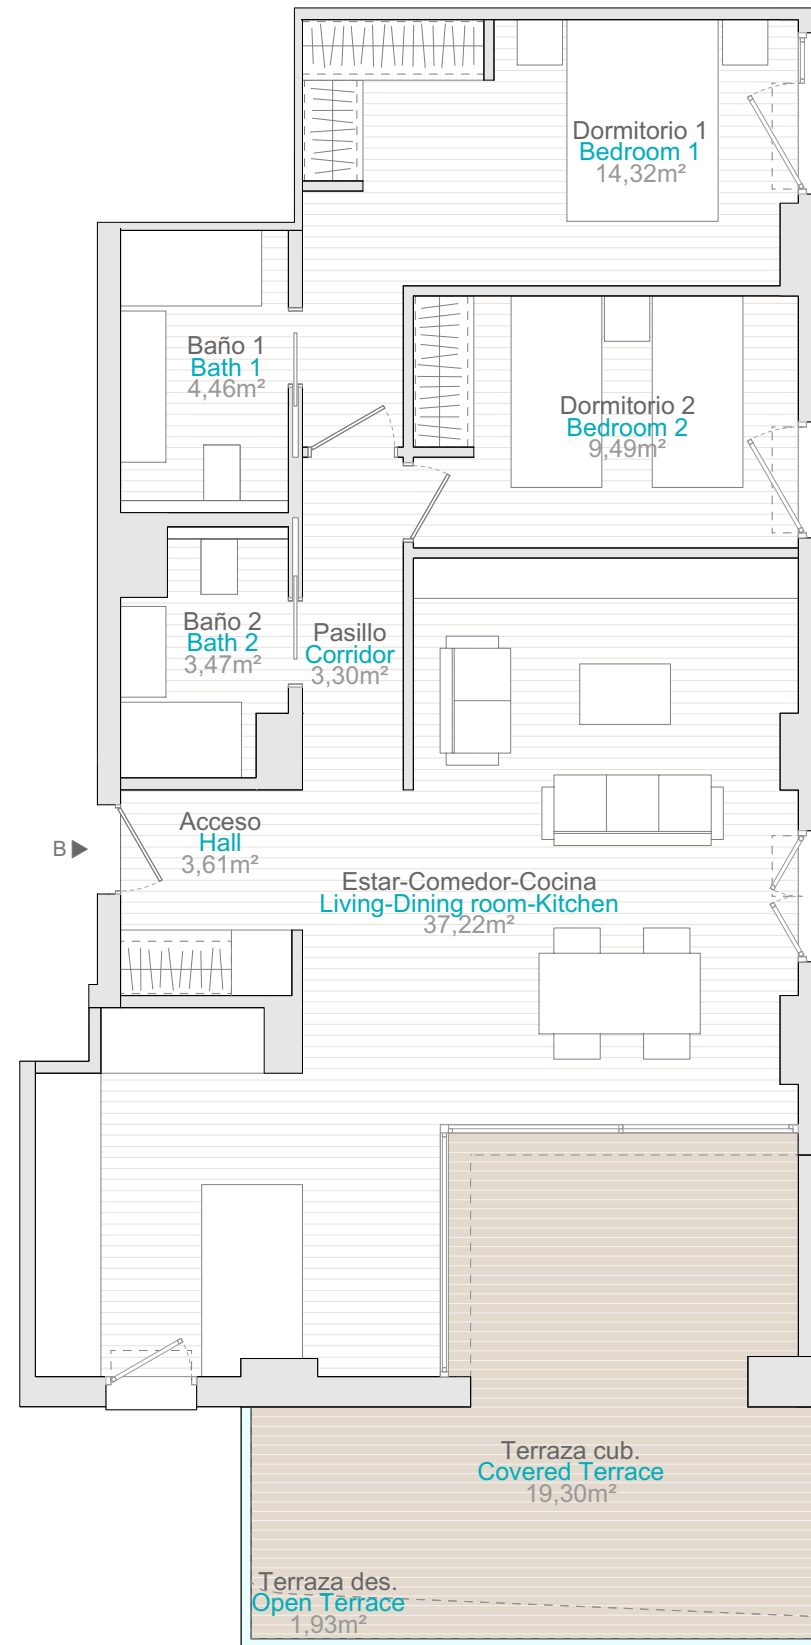 Dormitorio 1
Bedroom 1
14,32m²
Baño 1
Bath 1
4,46m²
Dormitorio 2
Bedroom 2
9,49m²
Baño 2
Bath 2
3,47m²
Pasillo
Corridor
3,30m²
Acceso
Hall
3,61m²
B
Estar-Comedor-Cocina
Living-Dining room-Kitchen
37,22m²
Terraza cub.
Covered Terrace
19,30m²
Terraza des.
Open Terrace
1,93m²